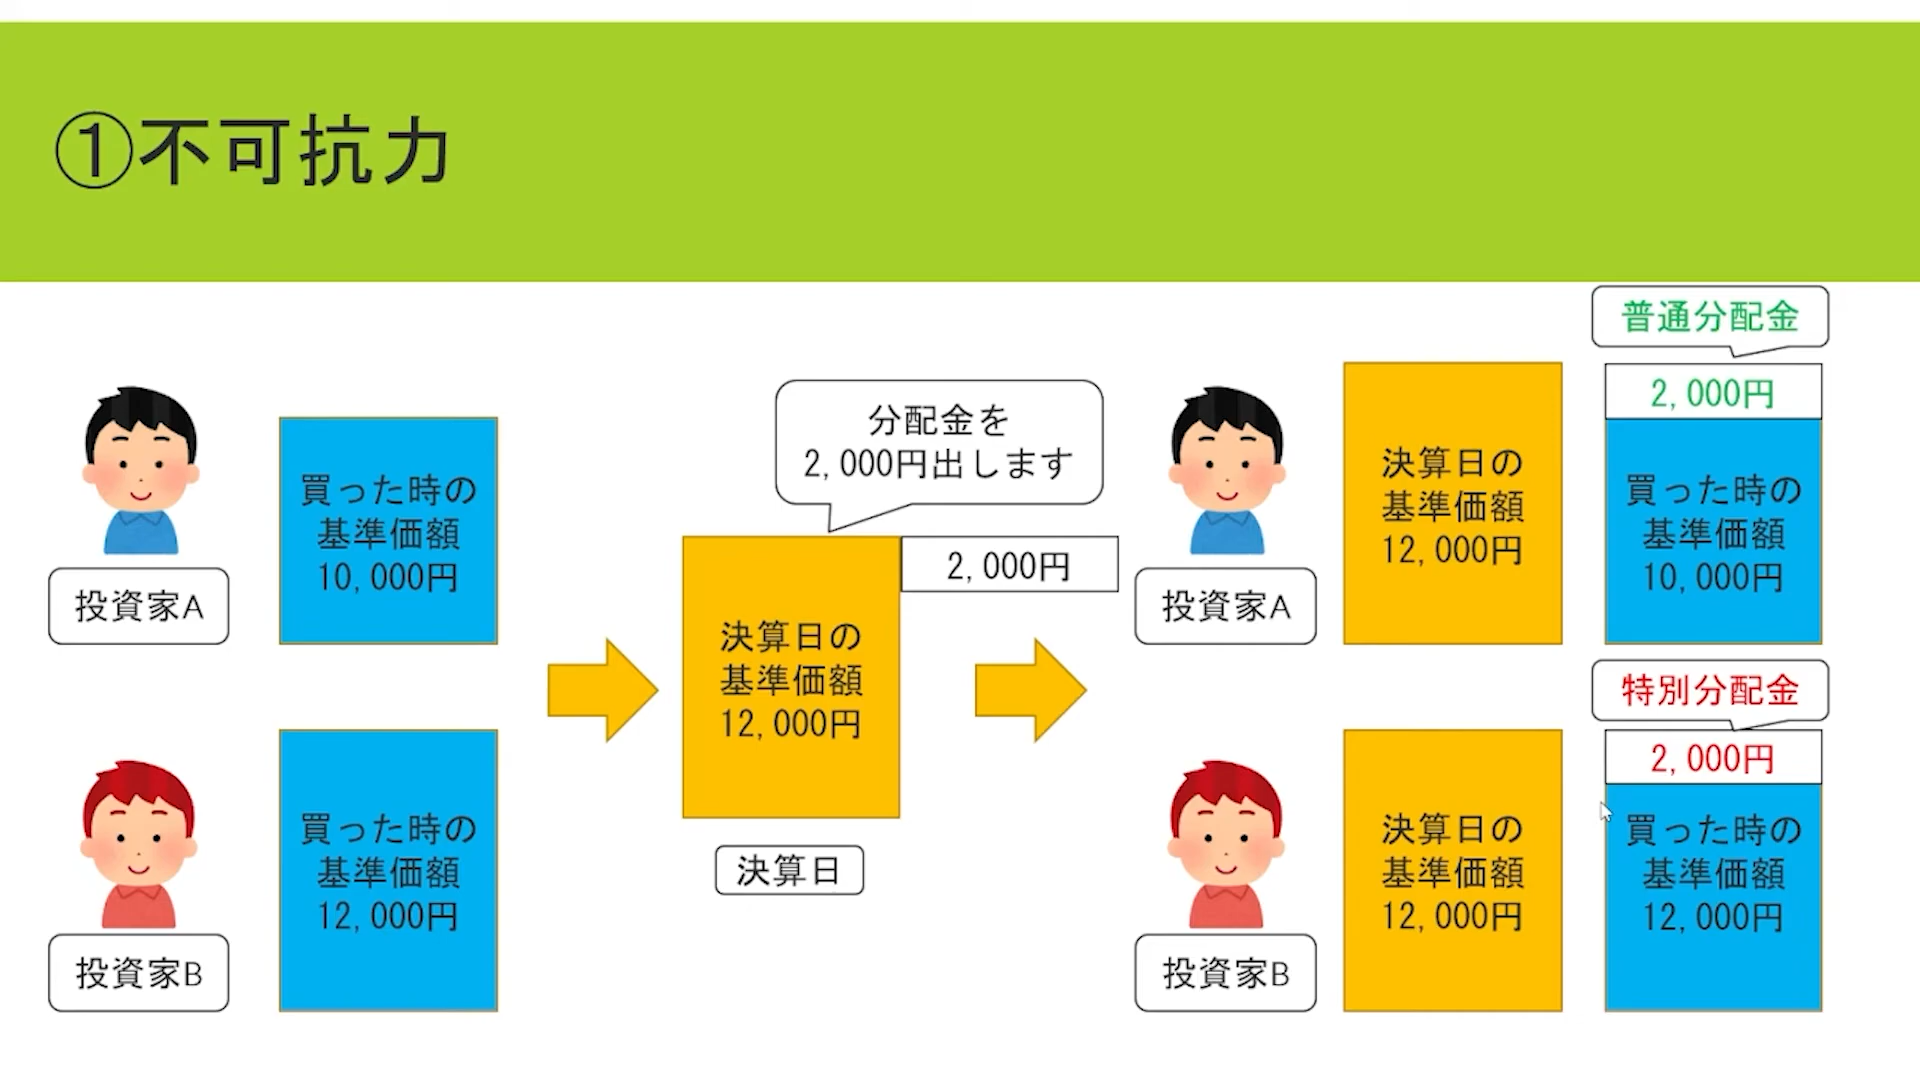 ①不可抗力
投資家A
買った時の
基準価額
10,000円
投資家B
買った時の
基準価額
12,000円
分配金を
2,000円出します
2,000円
決算日の
基準価額
12,000円
決算日
投資家A
決算日の
基準価額
12,000円
普通分配金
2,000円
買った時の
基準価額
10,000円
投資家B
決算日の
基準価額
12,000円
特別分配金
2,000円
買った時の
基準価額
12,000円